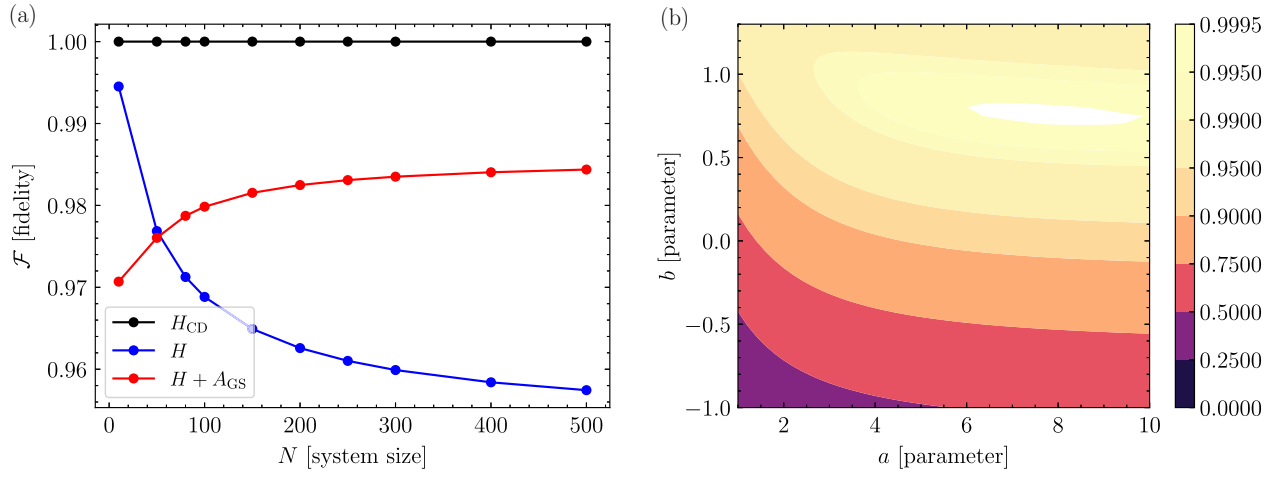 (a)
1.00
0.99
0.98
0.97
0.96
ℱ [fidelity]
H_CD
H
H + A_GS
0 100 200 300 400 500
N [system size]
(b)
1.0
0.5
0.0
−0.5
−1.0
b [parameter]
2 4 6 8 10
a [parameter]
0.9995
0.9950
0.9900
0.9500
0.9000
0.7500
0.5000
0.2500
0.0000